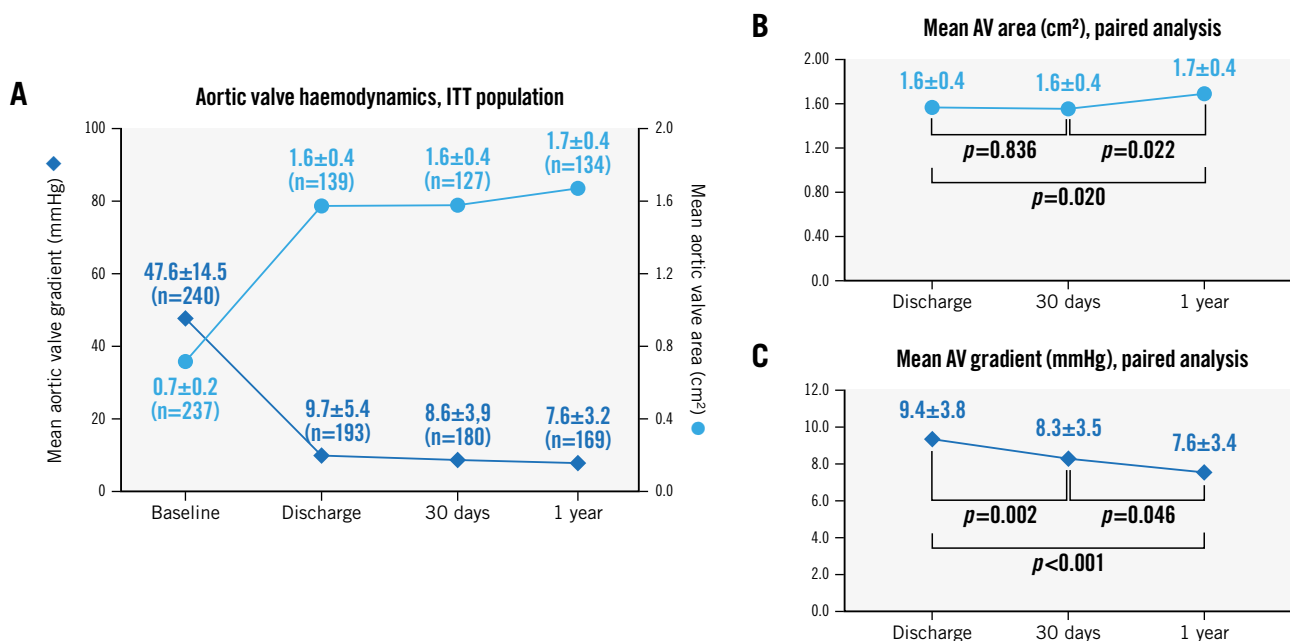 A
Aortic valve haemodynamics, ITT population
Mean aortic valve gradient (mmHg)
100
80
60
40
20
0
47.6±14.5
(n=240)
0.7±0.2
(n=237)
1.6±0.4
(n=139)
1.6±0.4
(n=127)
1.7±0.4
(n=134)
9.7±5.4
(n=193)
8.6±3,9
(n=180)
7.6±3.2
(n=169)
2.0
1.6
1.2
0.8
0.4
0.0
Mean aortic valve area (cm²)
Baseline
Discharge
30 days
1 year
B
Mean AV area (cm²), paired analysis
2.00
1.60
1.20
0.80
0.40
0.0
1.6±0.4
1.6±0.4
1.7±0.4
p=0.836
p=0.022
p=0.020
Discharge
30 days
1 year
C
Mean AV gradient (mmHg), paired analysis
12.0
10.0
8.0
6.0
4.0
2.0
0.0
9.4±3.8
8.3±3.5
7.6±3.4
p=0.002
p=0.046
p<0.001
Discharge
30 days
1 year